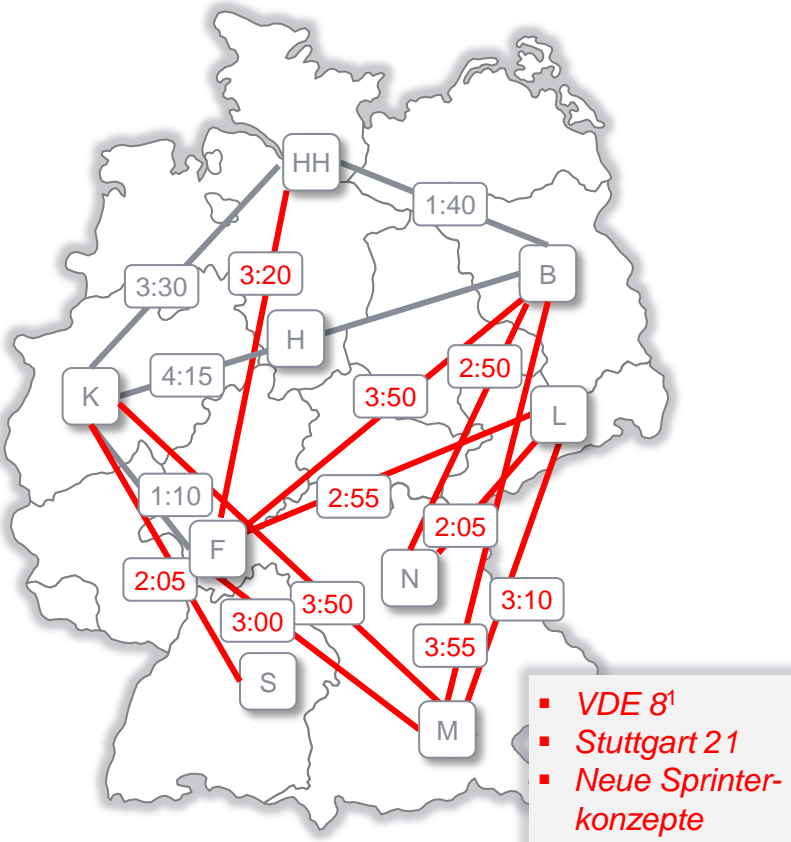 HH
1:40
B
3:30
3:20
H
4:15
2:50
K
3:50
L
1:10
2:55
2:05
F
N
2:05
3:50
3:10
3:00
3:55
S
M
▪ VDE 8¹
▪ Stuttgart 21
▪ Neue Sprinter-
konzepte